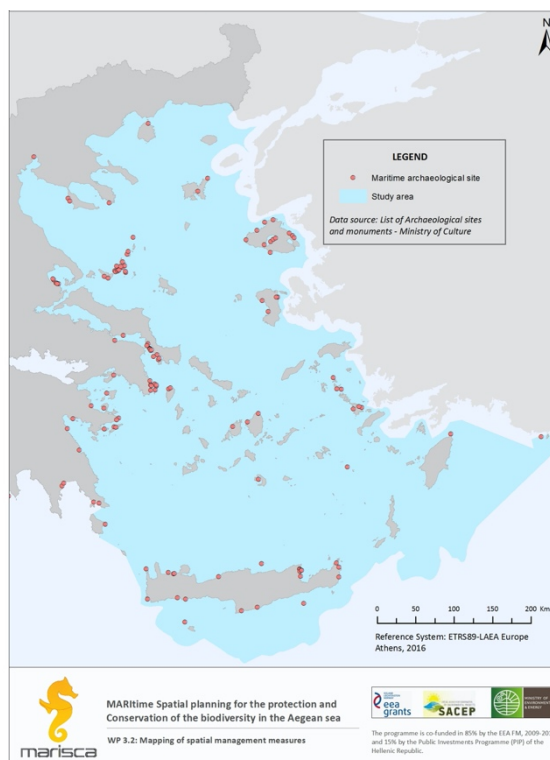 N
LEGEND
Maritime archaeological site
Study area
Data source: List of Archaeological sites
and monuments - Ministry of Culture
0 50 100 150 200 Km
Reference System: ETRS89-LAEA Europe
Athens, 2016
marisca
MARItime Spatial planning for the protection and
Conservation of the biodiversity in the Aegean sea
WP 3.2: Mapping of spatial management measures
eea
grants
SACEP
MINISTRY OF
ENVIRONMENT
& ENERGY
The programme is co-funded in 85% by the EEA FM, 2009-20
and 15% by the Public Investments Programme (PIP) of the
Hellenic Republic.